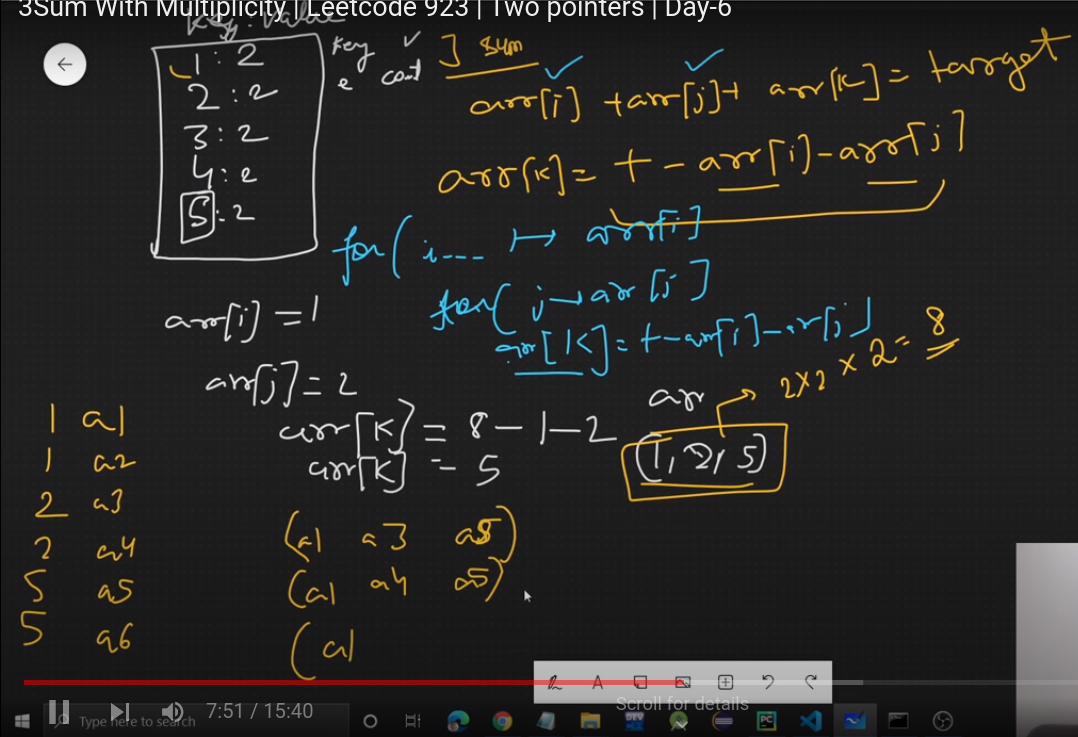 3Sum With Multiplicity | Leetcode 923 | Two pointers | Day-6
Key : Value
1 : 2
2 : 2
3 : 2
4 : 2
5 : 2
key
cont
3 sum
arr[i] + arr[j] + arr[k] = target
arr[k] = t - arr[i] - arr[j]
for( i--- arr[i]
for( j → arr[j]
arr[k] = t - arr[i] - arr[j]
arr[i] = 1
arr[j] = 2
arr[k] = 8 - 1 - 2
arr[k] = 5
arr
2 x 2 x 2 = 8
(1, 2, 5)
1 a1
1 a2
2 a3
2 a4
5 a5
5 a6
(a1 a3 a5)
(a1 a4 a5)
(a1
Scroll for details
7:51 / 15:40
Type here to search